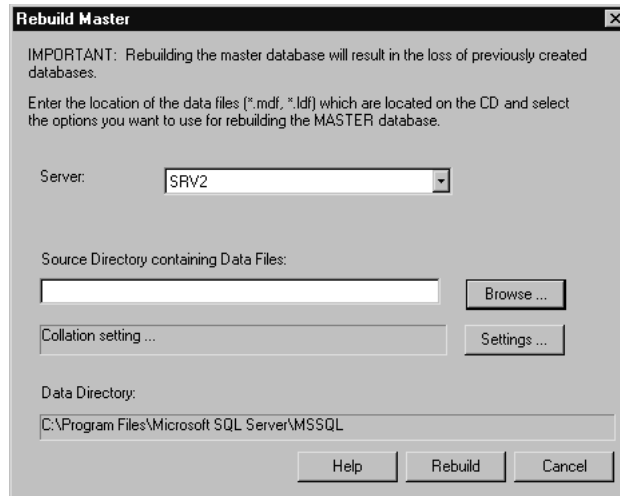 Rebuild Master
IMPORTANT:  Rebuilding the master database will result in the loss of previously created
databases.
Enter the location of the data files (*.mdf, *.ldf) which are located on the CD and select
the options you want to use for rebuilding the MASTER database.
Server:
SRV2
Source Directory containing Data Files:
Browse ...
Collation setting ...
Settings ...
Data Directory:
C:\Program Files\Microsoft SQL Server\MSSQL
Help
Rebuild
Cancel